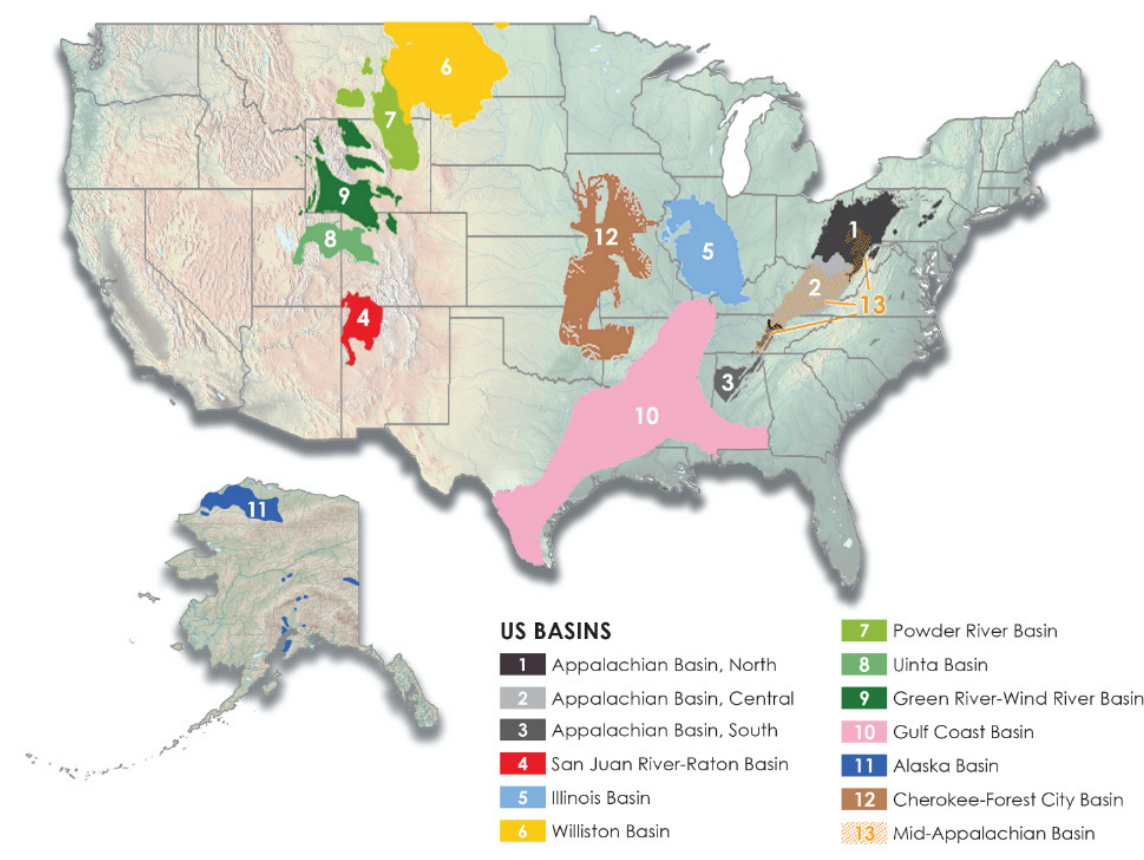 6
7
9
8
12
5
1
2
13
4
3
10
11
US BASINS
1 Appalachian Basin, North
2 Appalachian Basin, Central
3 Appalachian Basin, South
4 San Juan River-Raton Basin
5 Illinois Basin
6 Williston Basin
7 Powder River Basin
8 Uinta Basin
9 Green River-Wind River Basin
10 Gulf Coast Basin
11 Alaska Basin
12 Cherokee-Forest City Basin
13 Mid-Appalachian Basin